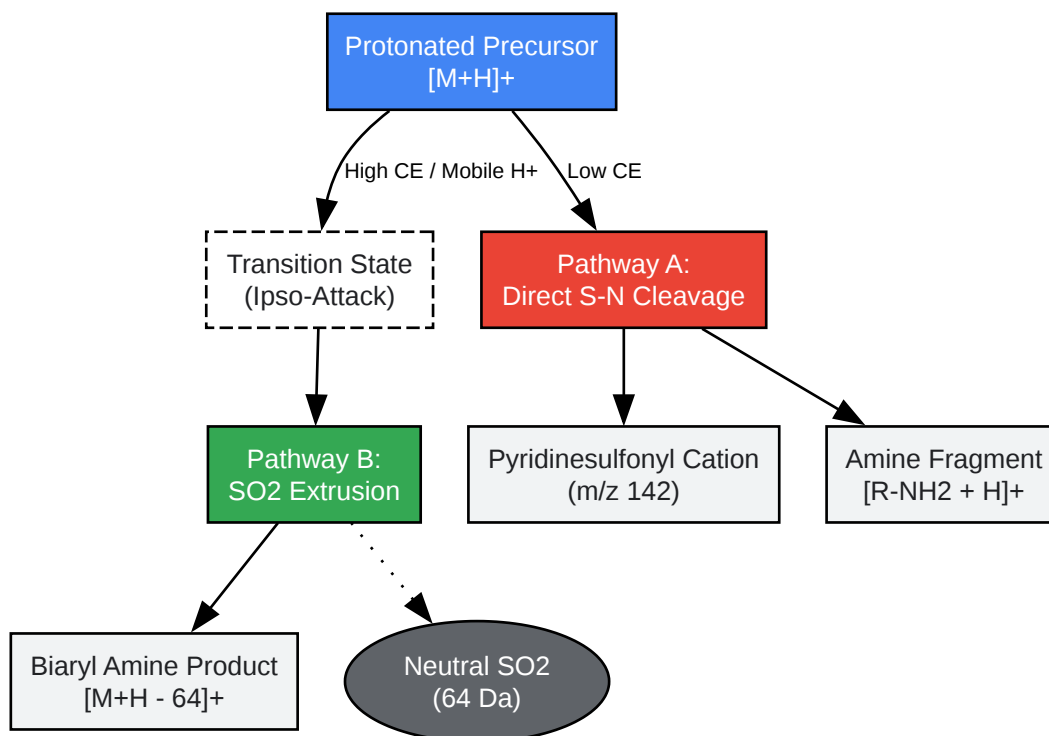 Protonated Precursor
[M+H]+
High CE / Mobile H+
Low CE
Transition State
(Ipso-Attack)
Pathway A:
Direct S-N Cleavage
Pathway B:
SO2 Extrusion
Pyridinesulfonyl Cation
(m/z 142)
Amine Fragment
[R-NH2 + H]+
Biaryl Amine Product
[M+H - 64]+
Neutral SO2
(64 Da)